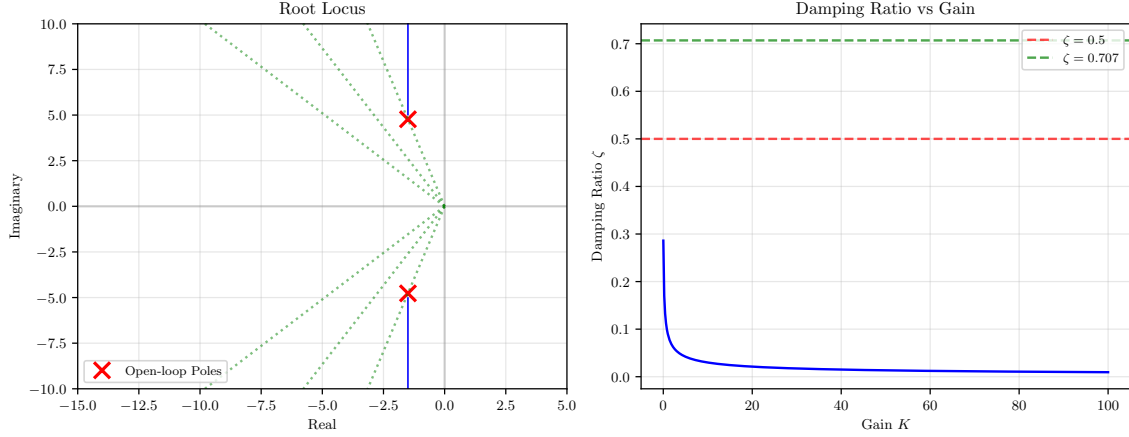 Root Locus
10.0
7.5
5.0
2.5
0.0
−2.5
−5.0
−7.5
−10.0
Imaginary
Open-loop Poles
−15.0 −12.5 −10.0 −7.5 −5.0 −2.5 0.0 2.5 5.0
Real
Damping Ratio vs Gain
0.7
0.6
0.5
0.4
0.3
0.2
0.1
0.0
Damping Ratio ζ
ζ = 0.5
ζ = 0.707
0 20 40 60 80 100
Gain K